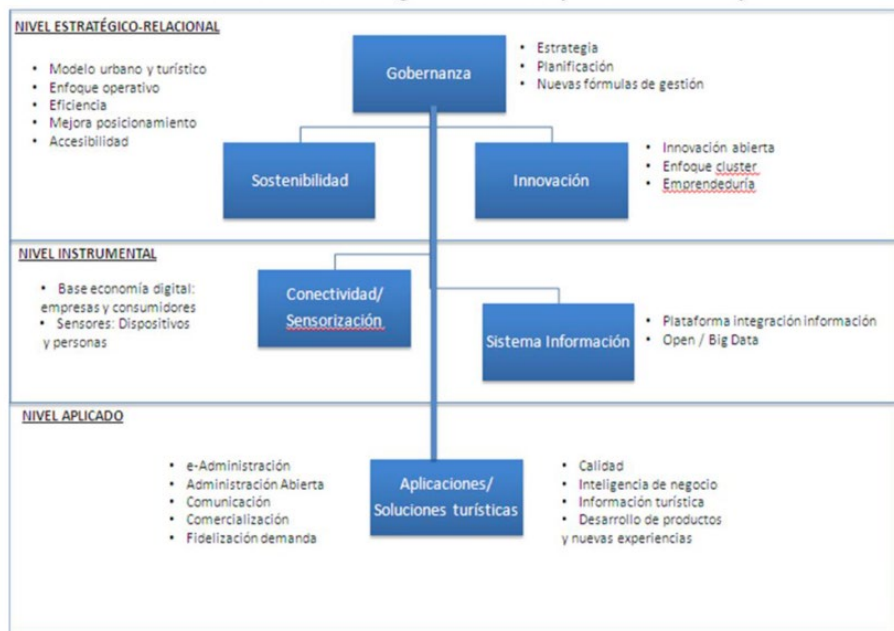 NIVEL ESTRATÉGICO-RELACIONAL
• Modelo urbano y turístico
• Enfoque operativo
• Eficiencia
• Mejora posicionamiento
• Accesibilidad
Gobernanza
• Estrategia
• Planificación
• Nuevas fórmulas de gestión
Sostenibilidad
Innovación
• Innovación abierta
• Enfoque cluster
• Emprendeduría
NIVEL INSTRUMENTAL
• Base economía digital:
empresas y consumidores
• Sensores: Dispositivos
y personas
Conectividad/
Sensorización
Sistema Información
• Plataforma integración información
• Open / Big Data
NIVEL APLICADO
• e-Administración
• Administración Abierta
• Comunicación
• Comercialización
• Fidelización demanda
Aplicaciones/
Soluciones turísticas
• Calidad
• Inteligencia de negocio
• Información turística
• Desarrollo de productos
y nuevas experiencias